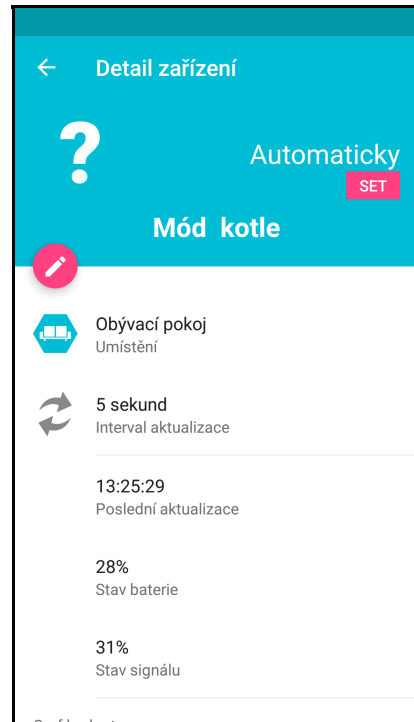 Detail zařízení
?
Automaticky
SET
Mód kotle
Obývací pokoj
Umístění
5 sekund
Interval aktualizace
13:25:29
Poslední aktualizace
28%
Stav baterie
31%
Stav signálu